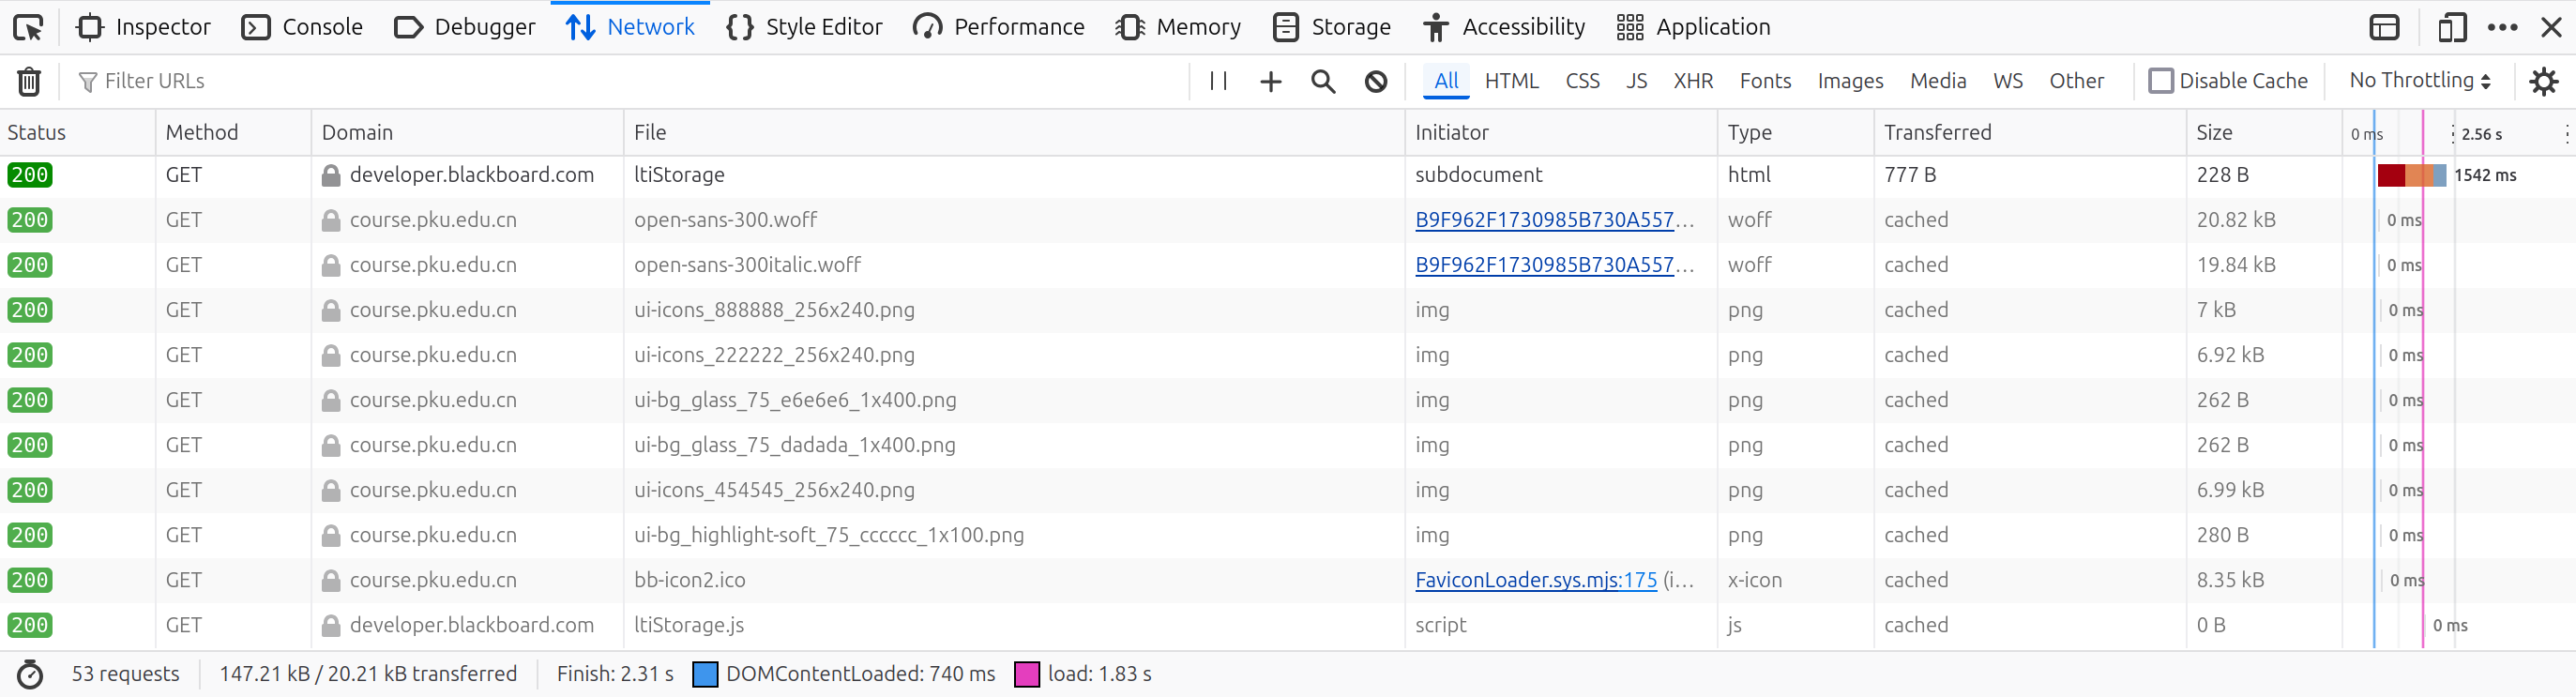 Inspector Console Debugger Network Style Editor Performance Memory Storage Accessibility Application
Filter URLs All HTML CSS JS XHR Fonts Images Media WS Other Disable Cache No Throttling
Status Method Domain File Initiator Type Transferred Size 0 ms 2.56 s
200 GET developer.blackboard.com ltiStorage subdocument html 777 B 228 B 1542 ms
200 GET course.pku.edu.cn open-sans-300.woff B9F962F1730985B730A557… woff cached 20.82 kB 0 ms
200 GET course.pku.edu.cn open-sans-300italic.woff B9F962F1730985B730A557… woff cached 19.84 kB 0 ms
200 GET course.pku.edu.cn ui-icons_888888_256x240.png img png cached 7 kB 0 ms
200 GET course.pku.edu.cn ui-icons_222222_256x240.png img png cached 6.92 kB 0 ms
200 GET course.pku.edu.cn ui-bg_glass_75_e6e6e6_1x400.png img png cached 262 B 0 ms
200 GET course.pku.edu.cn ui-bg_glass_75_dadada_1x400.png img png cached 262 B 0 ms
200 GET course.pku.edu.cn ui-icons_454545_256x240.png img png cached 6.99 kB 0 ms
200 GET course.pku.edu.cn ui-bg_highlight-soft_75_cccccc_1x100.png img png cached 280 B 0 ms
200 GET course.pku.edu.cn bb-icon2.ico FaviconLoader.sys.mjs:175 (i… x-icon cached 8.35 kB 0 ms
200 GET developer.blackboard.com ltiStorage.js script js cached 0 B 0 ms
53 requests 147.21 kB / 20.21 kB transferred Finish: 2.31 s DOMContentLoaded: 740 ms load: 1.83 s